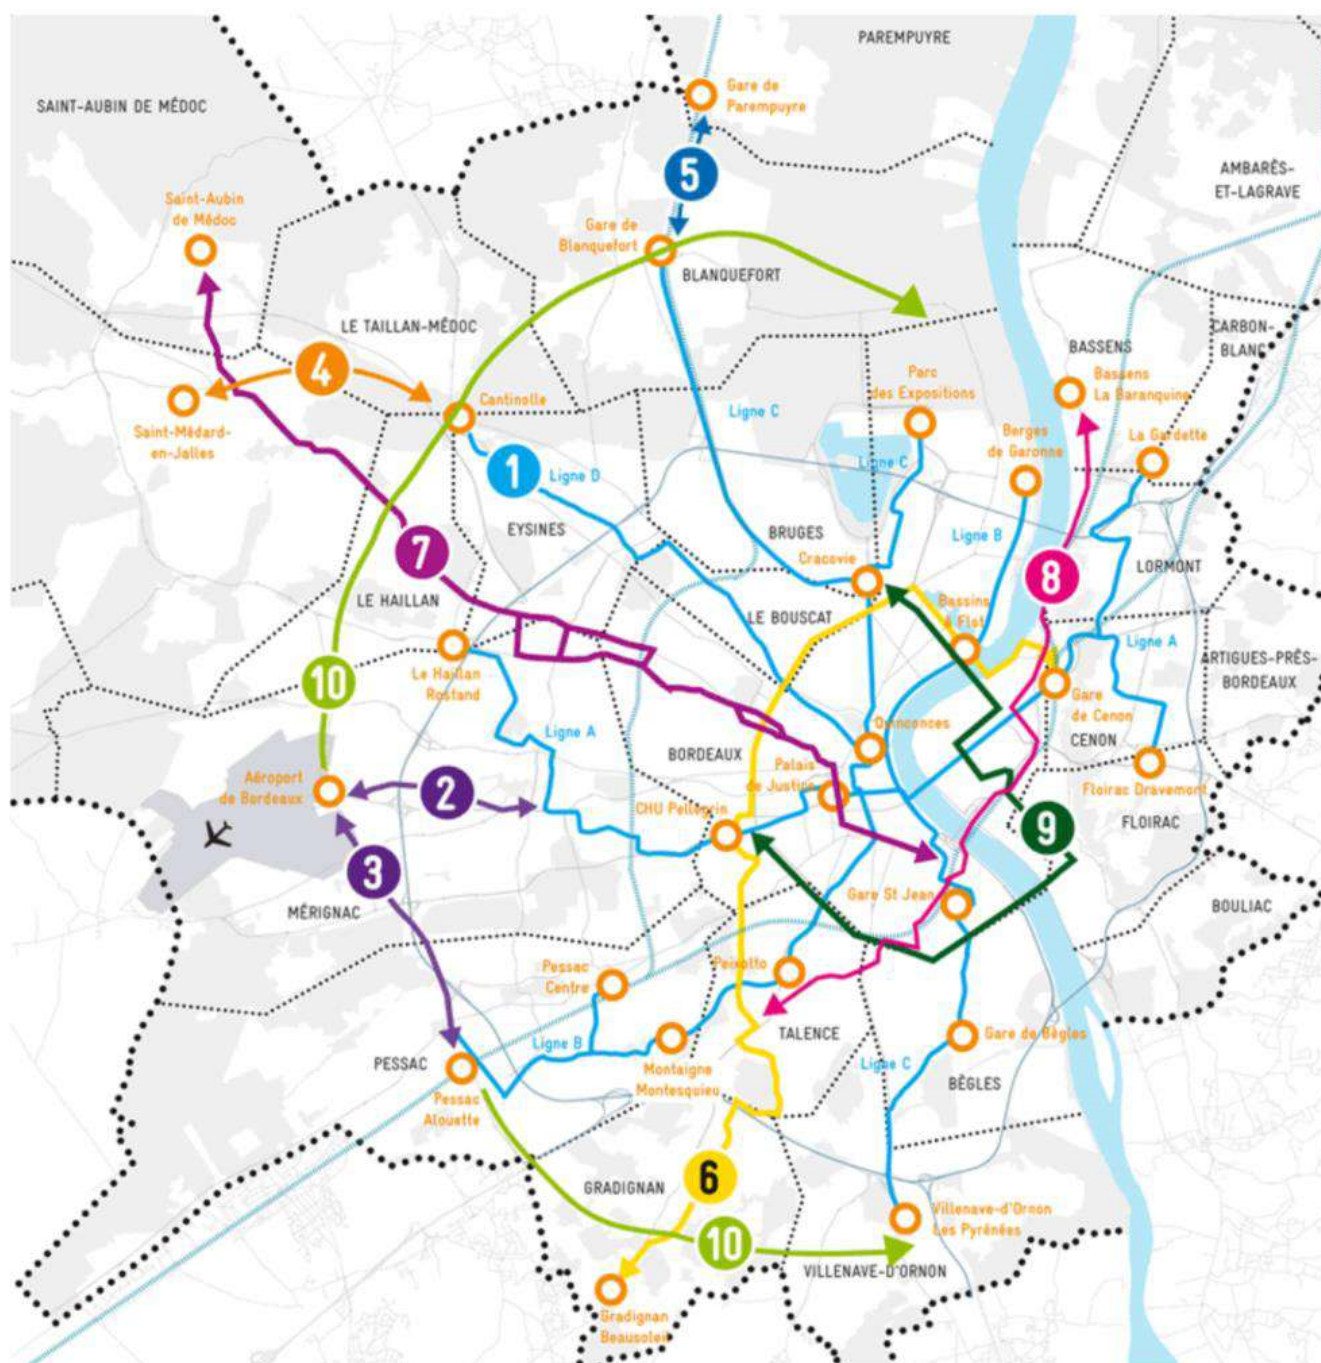 PAREMPUYRE
SAINT-AUBIN DE MÉDOC
Gare de
Parempuyre
5
AMBARÈS-
ET-LAGRAVE
Saint-Aubin
de Médoc
Gare de
Blanquefort
BLANQUEFORT
LE TAILLAN-MÉDOC
CARBON-
BLANC
BASSENS
4
Parc
des Expositions
Bassens
La Baranquine
Cantinolle
Ligne C
Saint-Médard-
en-Jalles
Berges
de Garonne
La Gardette
1
Ligne D
Ligne C
EYSINES
BRUGES
Ligne B
7
Cracovie
8
LORMONT
LE HAILLAN
LE BOUSCAT
Bassins
à Flot
Ligne A
ARTIGUES-PRÈS-
BORDEAUX
Le Haillan
Rostand
10
Gare
de Cenon
Ligne A
Quinconces
CENON
BORDEAUX
Aéroport
de Bordeaux
2
Palais
de Justice
Floirac Dravemont
CHU Pellegrin
9
FLOIRAC
3
MÉRIGNAC
Gare St Jean
BOULIAC
Pessac
Centre
Peixotto
TALENCE
Gare de Bègles
Ligne B
PESSAC
Montaigne
Montesquieu
Ligne C
BÈGLES
Pessac
Alouette
6
GRADIGNAN
Villenave-d'Ornon
Les Pyrénées
10
VILLENAVE-D'ORNON
Gradignan
Beausoleil